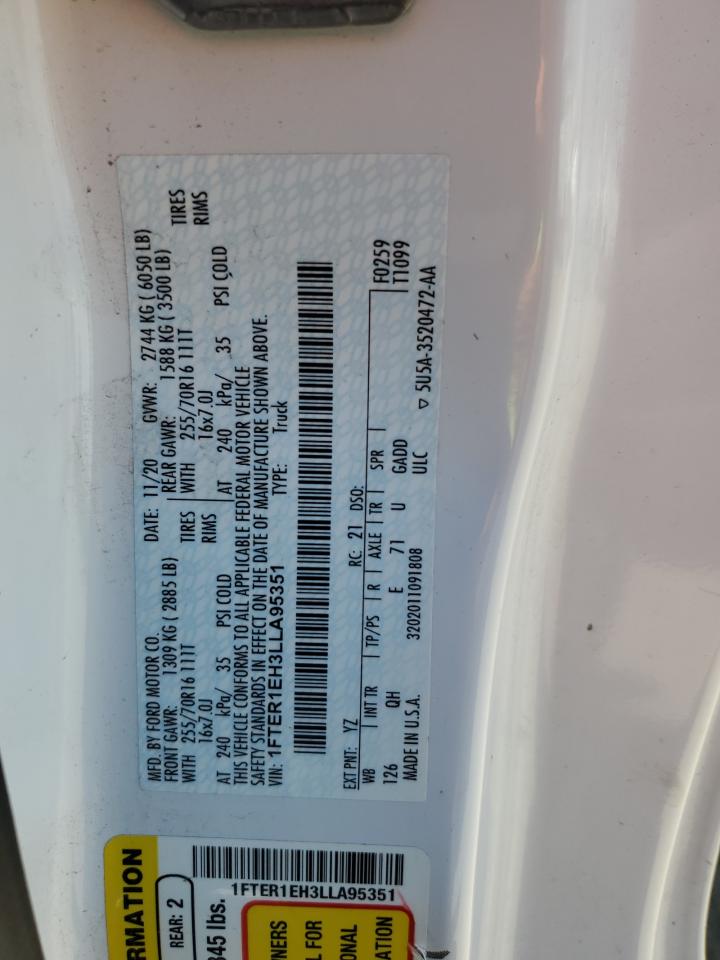 MFD. BY FORD MOTOR CO.
DATE: 11/20 GVWR: 2744 KG ( 6050 LB)
FRONT GAWR: 1309 KG ( 2885 LB)
REAR GAWR: 1588 KG ( 3500 LB)
WITH 255/70R16 111T TIRES
WITH 255/70R16 111T TIRES
16x7.0J RIMS
16x7.0J RIMS
AT 240 kPa/ 35 PSI COLD
AT 240 kPa/ 35 PSI COLD
THIS VEHICLE CONFORMS TO ALL APPLICABLE FEDERAL MOTOR VEHICLE
SAFETY STANDARDS IN EFFECT ON THE DATE OF MANUFACTURE SHOWN ABOVE.
VIN: 1FTER1EH3LLA95351 TYPE: Truck
EXT PNT: YZ RC: 21 DSO: F0259
T1099
WB INT TR TP/PS R AXLE TR SPR
126 QH E 71 U GADD
MADE IN U.S.A. 3202011091808 ULC
▽ 5U5A-3520472-AA
RMATION
REAR: 2
345 lbs.
1FTER1EH3LLA95351
NERS
L FOR
ONAL
ATION